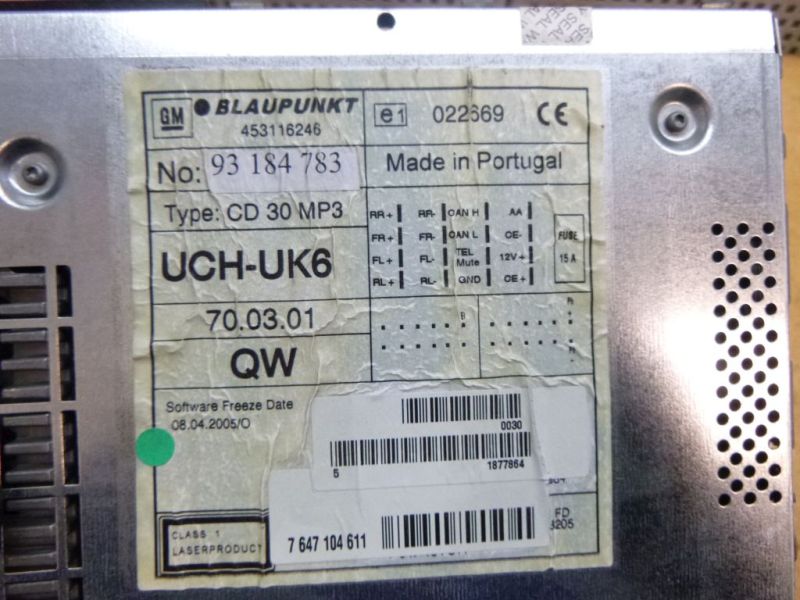 SEAL
GM BLAUPUNKT
453116246
e1 022669 CE
No: 93 184 783
Made in Portugal
Type: CD 30 MP3
RR+ RR- CAN H AA
FR+ FR- CAN L CE-
FL+ FL- TEL Mute 12V+
RL+ RL- GND CE+
FUSE
15 A
UCH-UK6
70.03.01
QW
Software Freeze Date
08.04.2005/O
0030
5 1877864
CLASS 1
LASERPRODUCT
7 647 104 611
FD